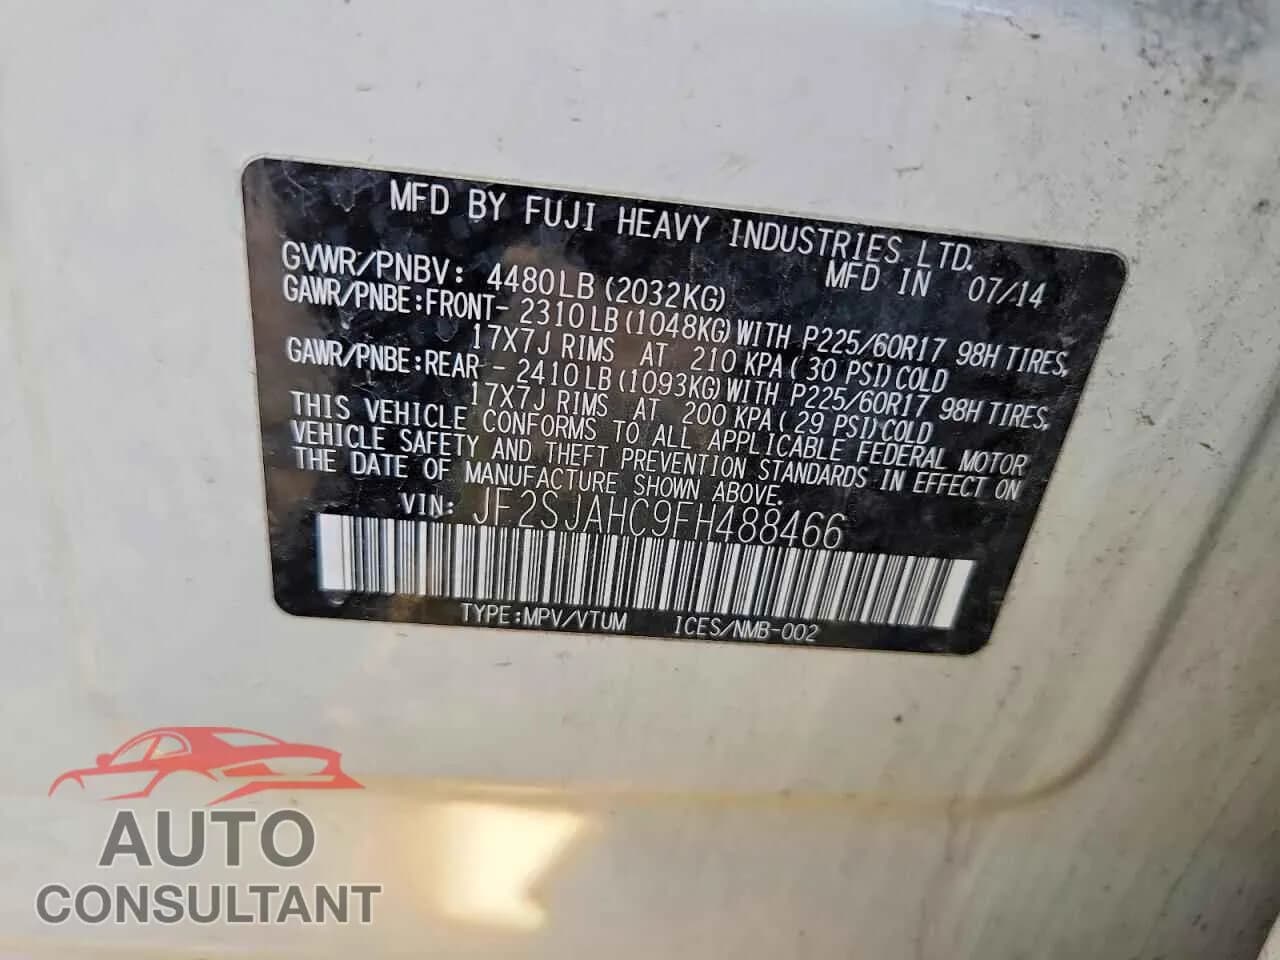 MFD BY FUJI HEAVY INDUSTRIES LTD.
MFD IN 07/14
GVWR/PNBV: 4480LB (2032KG)
GAWR/PNBE:FRONT- 2310LB(1048KG)WITH P225/60R17 98H TIRES,
17X7J RIMS AT 210 KPA(30 PSI)COLD
GAWR/PNBE:REAR - 2410LB(1093KG)WITH P225/60R17 98H TIRES,
17X7J RIMS AT 200 KPA(29 PSI)COLD
THIS VEHICLE CONFORMS TO ALL APPLICABLE FEDERAL MOTOR
VEHICLE SAFETY AND THEFT PREVENTION STANDARDS IN EFFECT ON
THE DATE OF MANUFACTURE SHOWN ABOVE.
VIN: JF2SJAHC9FH488466
TYPE:MPV/VTUM ICES/NMB-002
AUTO
CONSULTANT